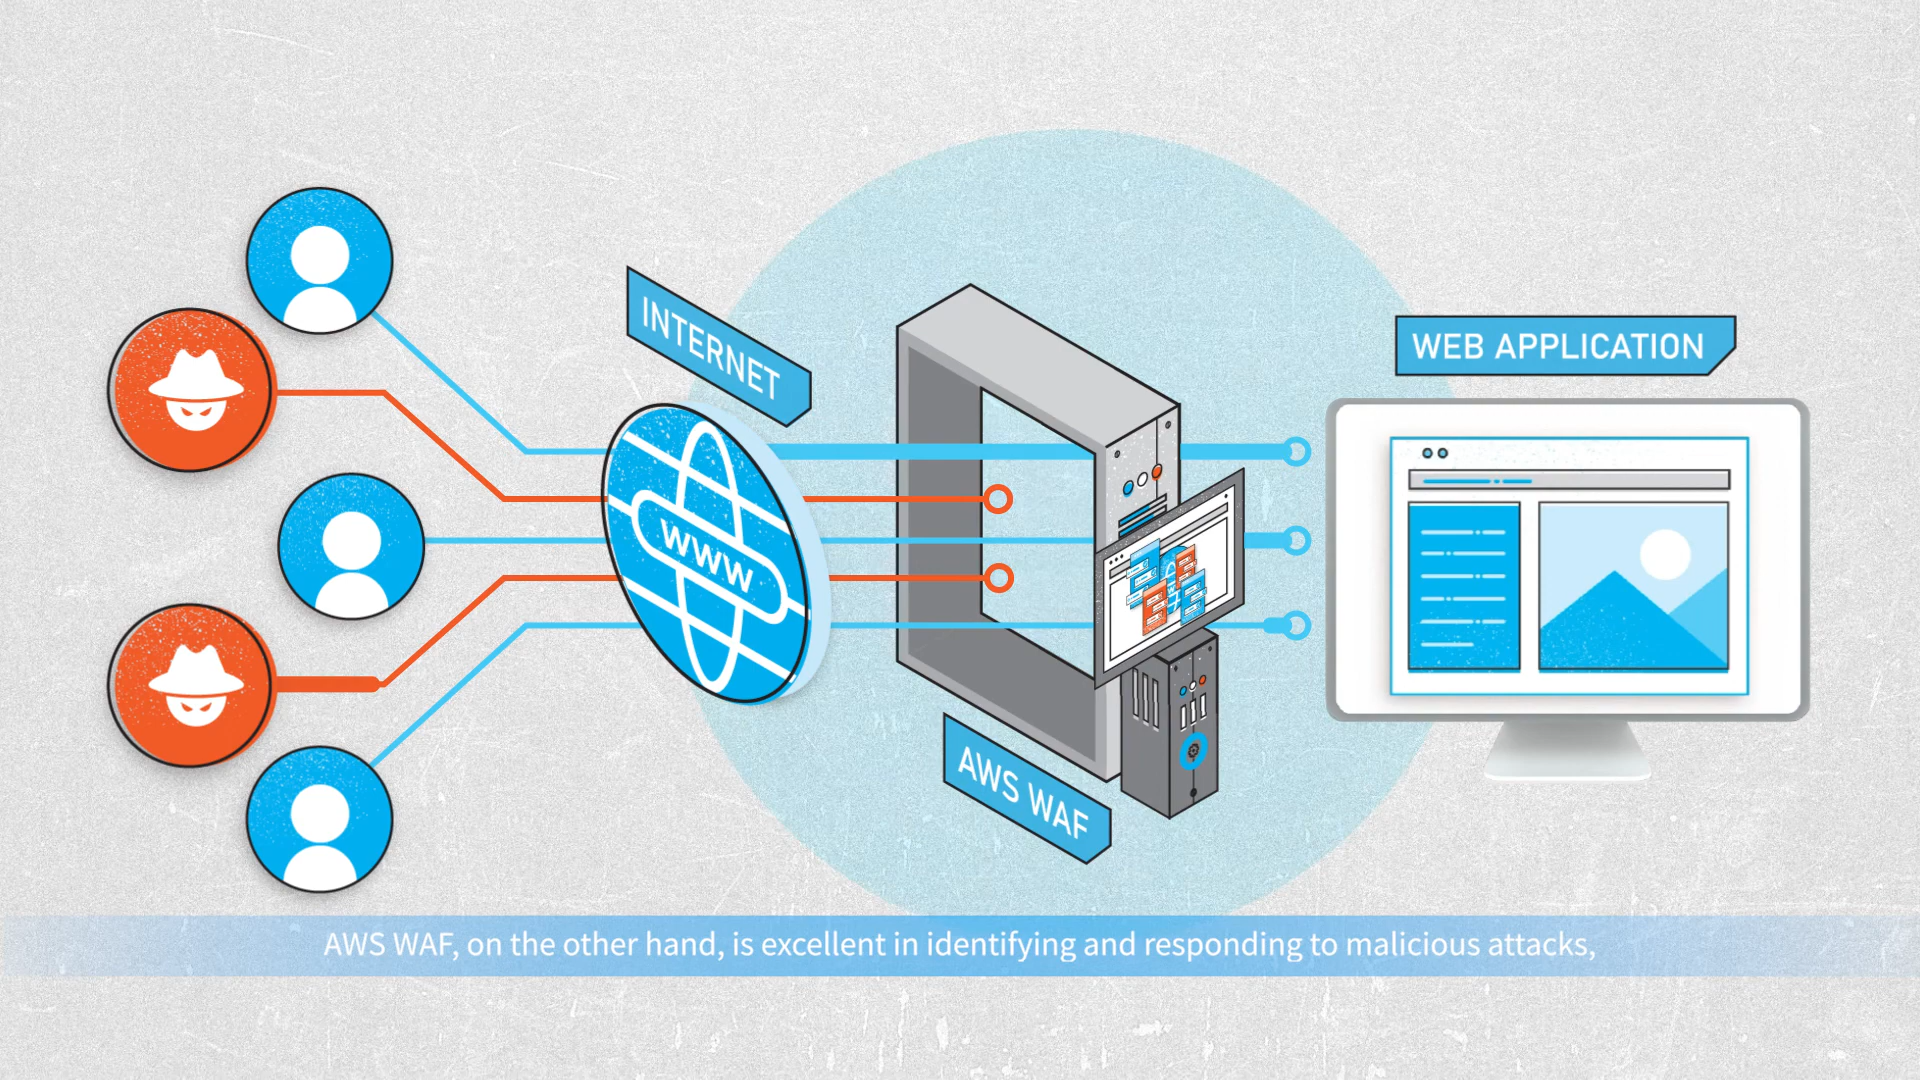 INTERNET
WEB APPLICATION
WWW
AWS WAF
AWS WAF, on the other hand, is excellent in identifying and responding to malicious attacks,